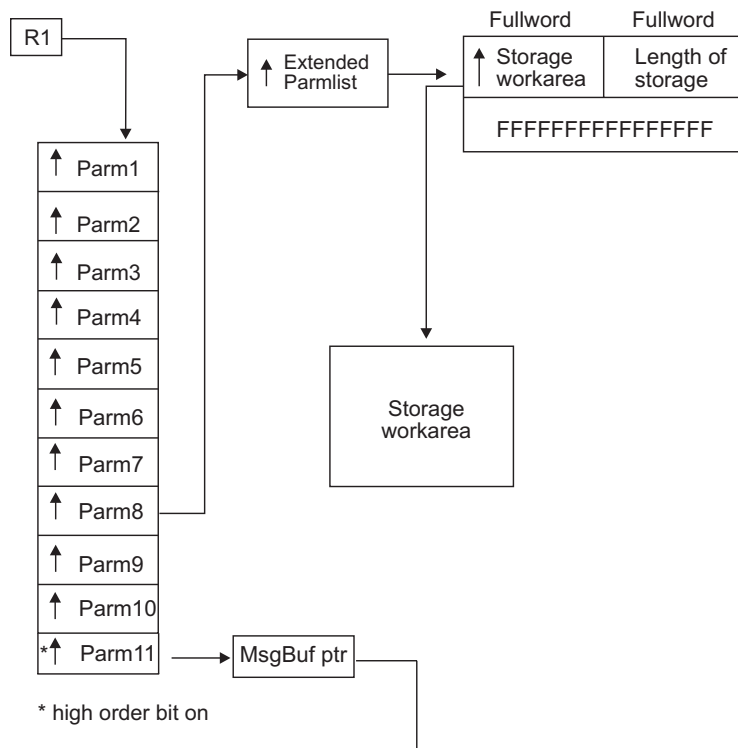 R1
Extended
Parmlist
Fullword Fullword
Storage
workarea
Length of
storage
FFFFFFFFFFFFFFFF
Parm1
Parm2
Parm3
Parm4
Parm5
Parm6
Parm7
Parm8
Parm9
Parm10
* Parm11
Storage
workarea
MsgBuf ptr
* high order bit on